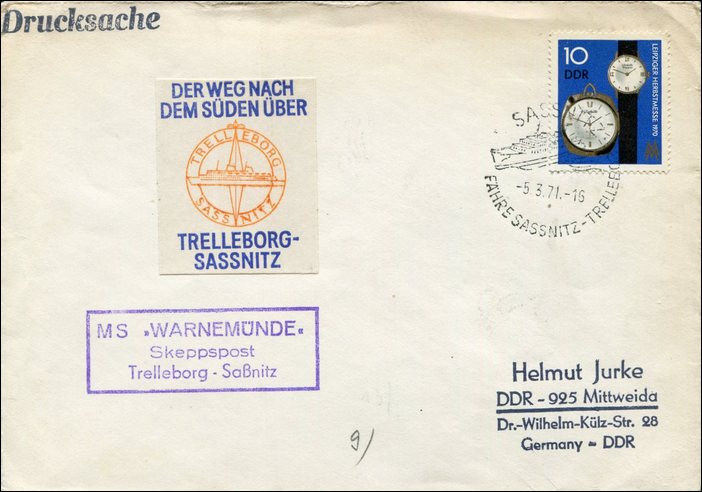 Drucksache
10
DDR
LEIPZIGER HERBSTMESSE 1970
DER WEG NACH
DEM SÜDEN ÜBER
TRELLEBORG
SASSNITZ
TRELLEBORG-
SASSNITZ
SASS
-5.3.71.-16
FÄHRE SASSNITZ-TRELLEBO
MS »WARNEMÜNDE«
Skeppspost
Trelleborg - Saßnitz
Helmut Jurke
DDR - 925 Mittweida
Dr.-Wilhelm-Külz-Str. 28
Germany - DDR
9/